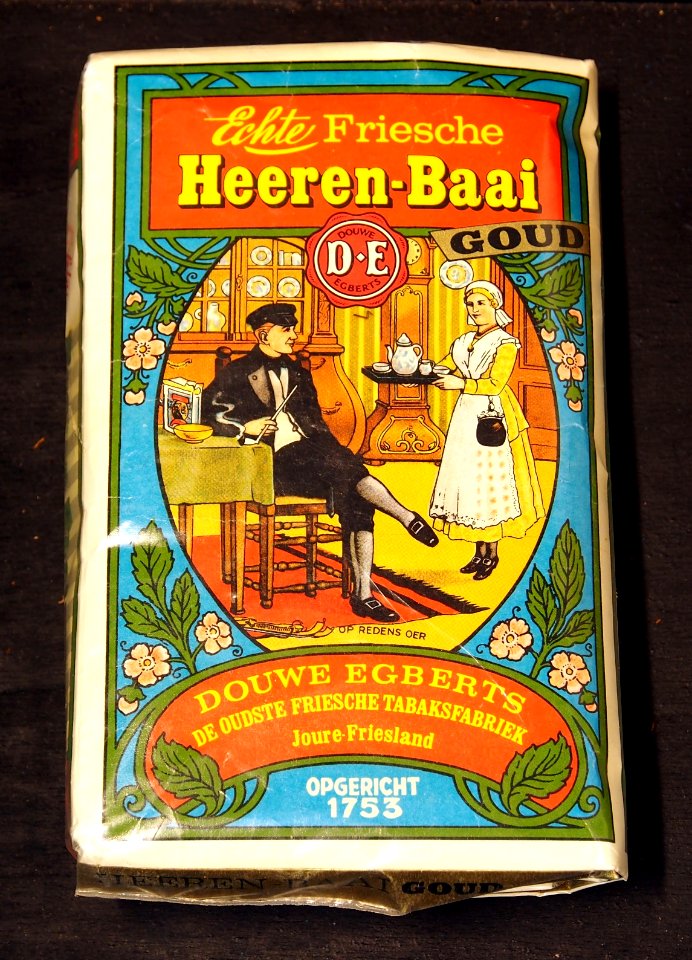 Echte Friesche
Heeren-Baai
GOUD
DOUWE
D·E
EGBERTS
OP REDENS OER
DOUWE EGBERTS
DE OUDSTE FRIESCHE TABAKSFABRIEK
Joure-Friesland
OPGERICHT
1753
HEEREN-BAAI GOUD